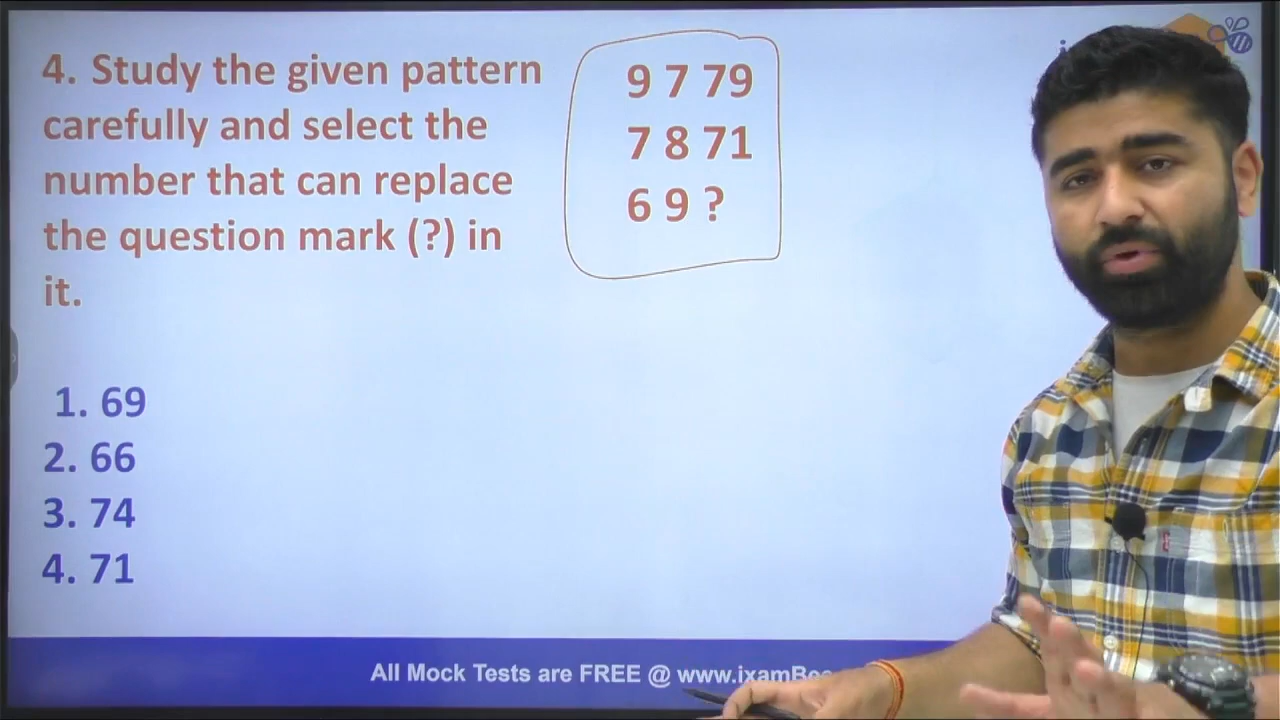 4. Study the given pattern
carefully and select the
number that can replace
the question mark (?) in
it.
9 7 79
7 8 71
6 9 ?
1. 69
2. 66
3. 74
4. 71
All Mock Tests are FREE @